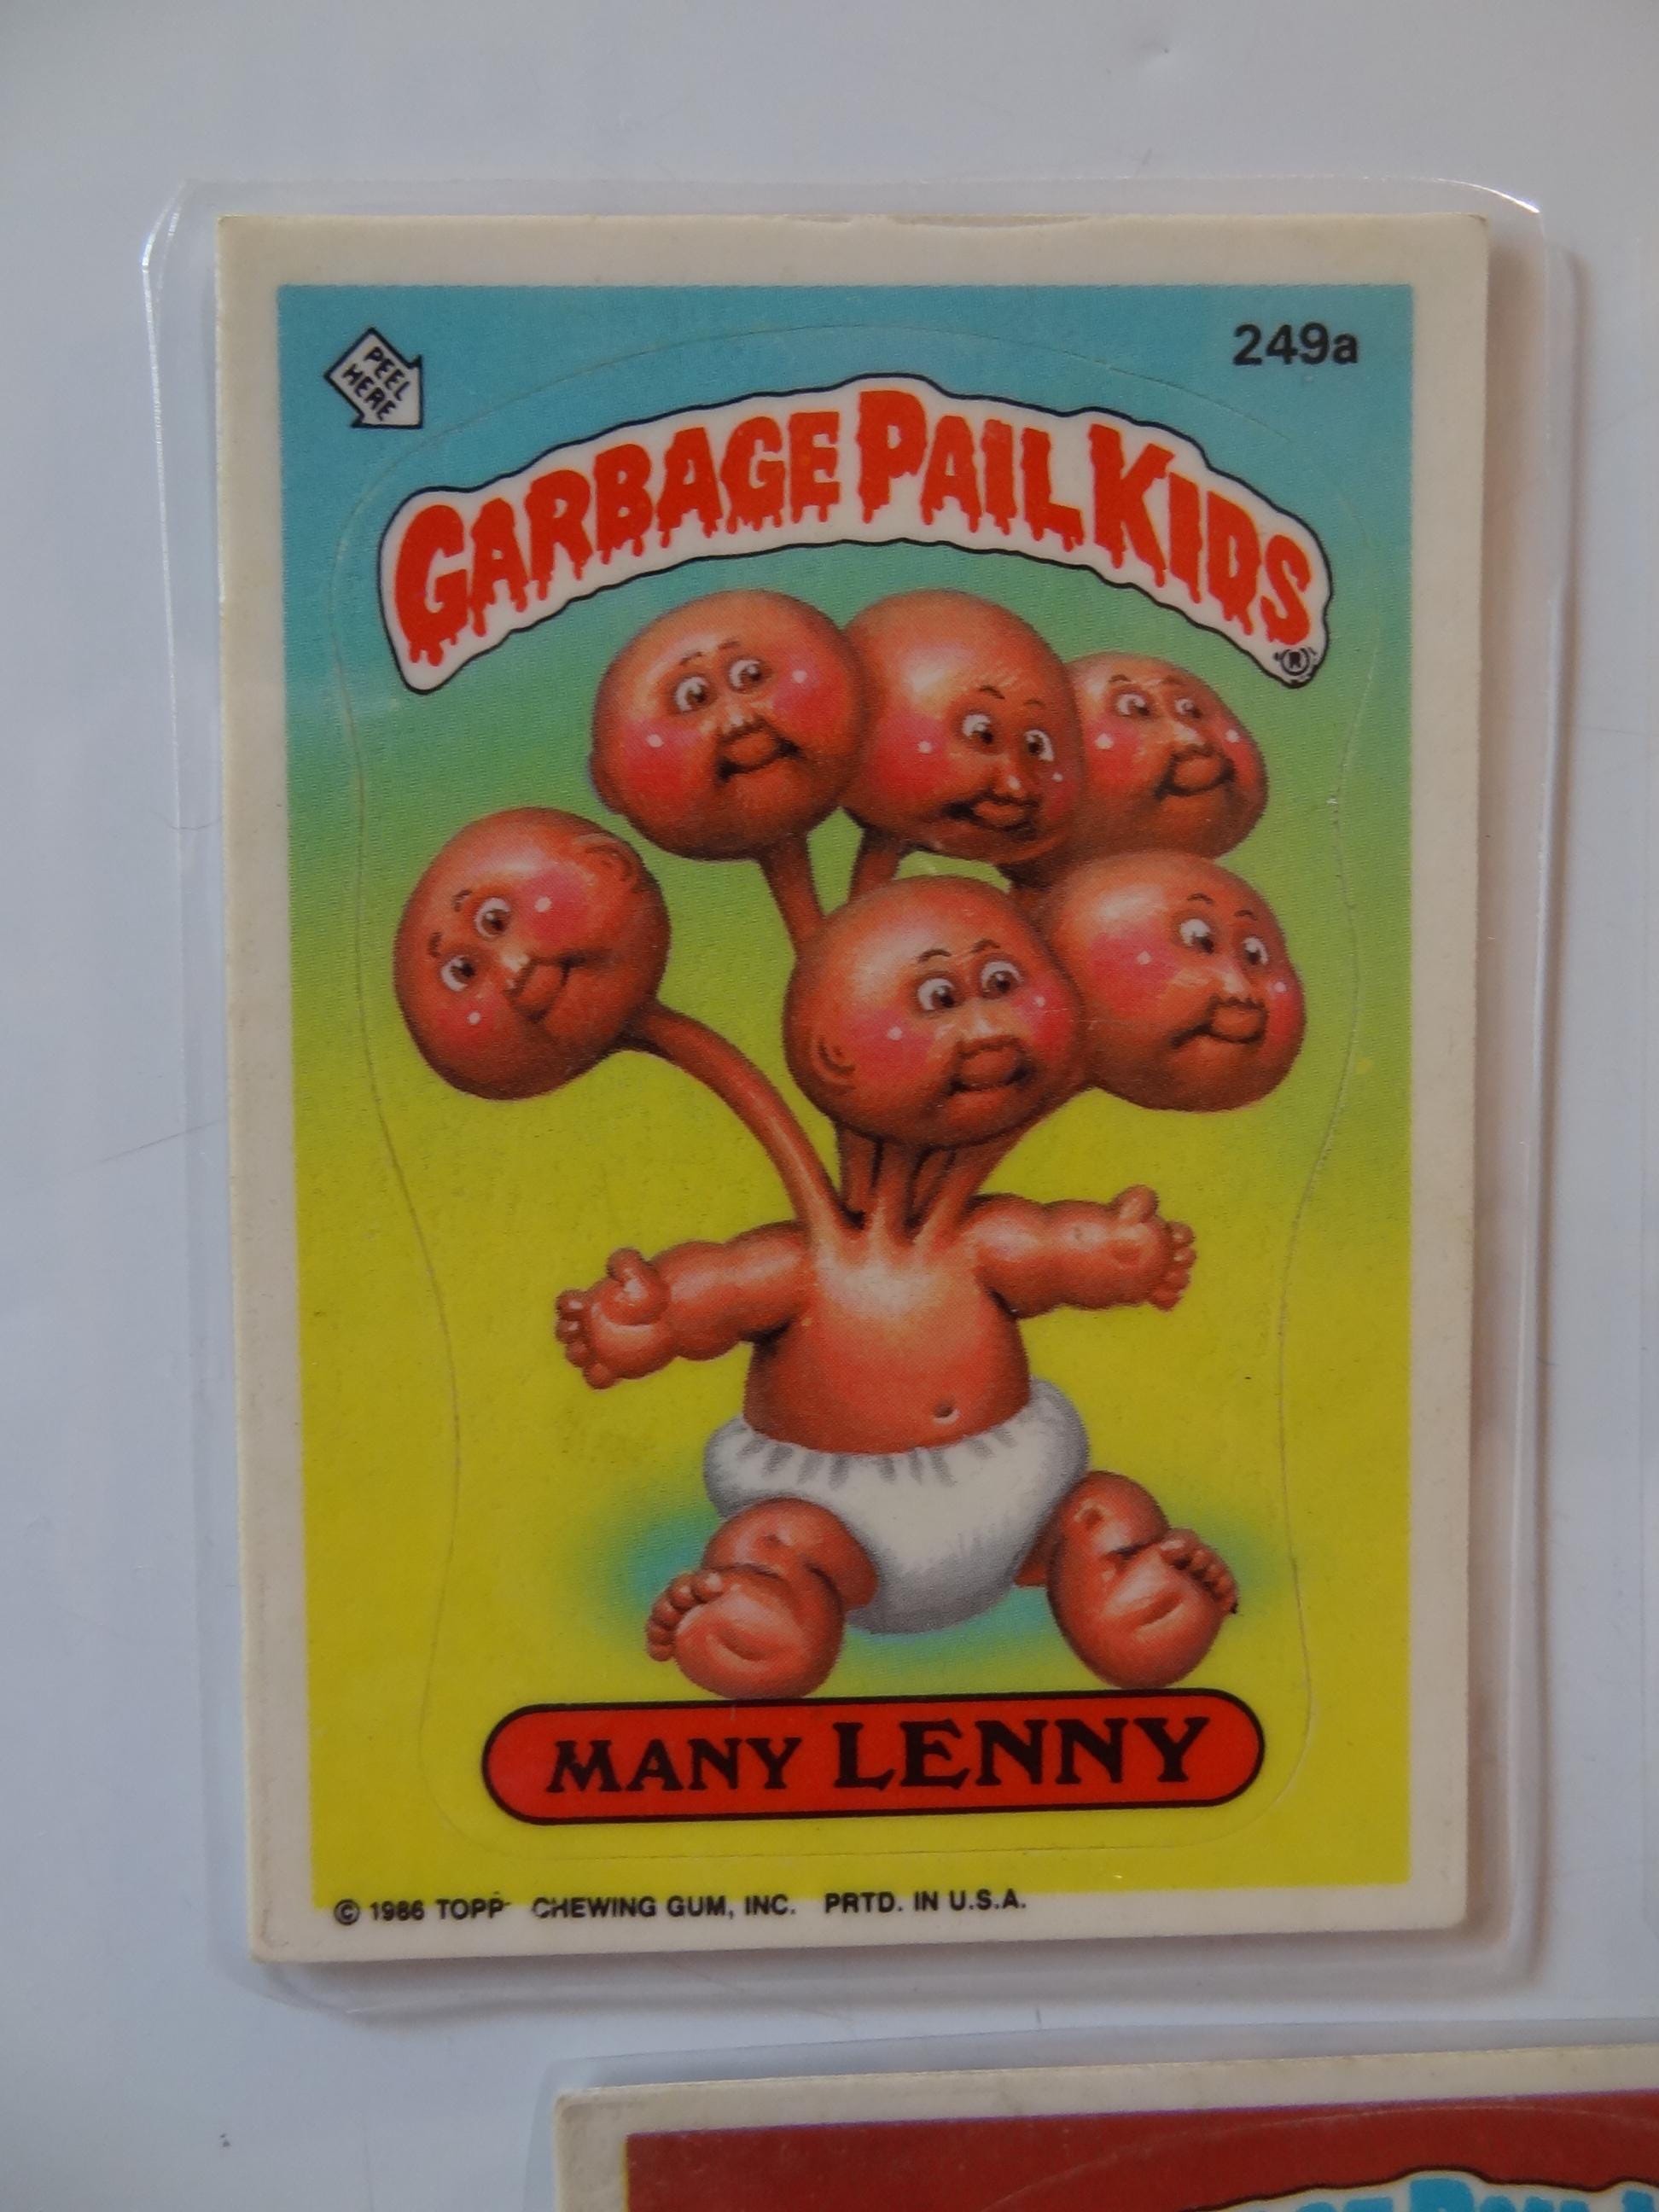 PEEL
HERE
249a
GARBAGE PAIL KIDS
®
MANY LENNY
© 1986 TOPP CHEWING GUM, INC. PRTD. IN U.S.A.